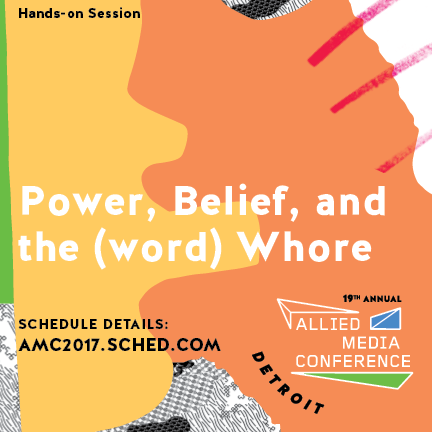 Hands-on Session
Power, Belief, and
the (word) Whore
SCHEDULE DETAILS:
AMC2017.SCHED.COM
19TH ANNUAL
ALLIED
MEDIA
CONFERENCE
DETROIT